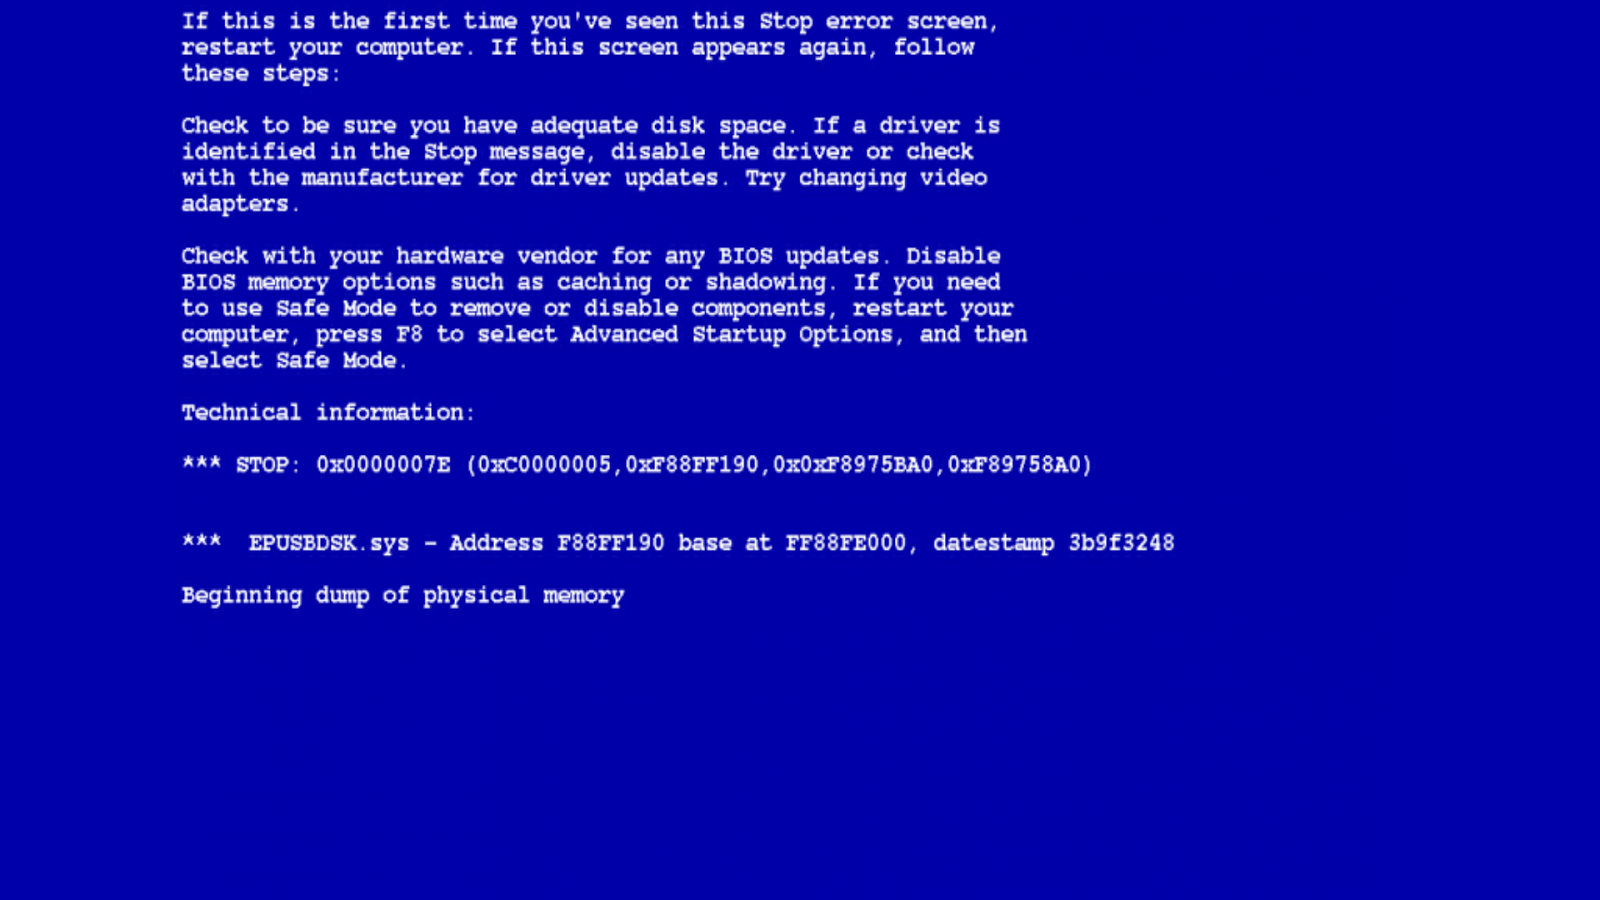 If this is the first time you've seen this Stop error screen,
restart your computer. If this screen appears again, follow
these steps:
Check to be sure you have adequate disk space. If a driver is
identified in the Stop message, disable the driver or check
with the manufacturer for driver updates. Try changing video
adapters.
Check with your hardware vendor for any BIOS updates. Disable
BIOS memory options such as caching or shadowing. If you need
to use Safe Mode to remove or disable components, restart your
computer, press F8 to select Advanced Startup Options, and then
select Safe Mode.
Technical information:
*** STOP: 0x0000007E (0xC0000005,0xF88FF190,0x0xF8975BA0,0xF89758A0)
*** EPUSBDSK.sys – Address F88FF190 base at FF88FE000, datestamp 3b9f3248
Beginning dump of physical memory